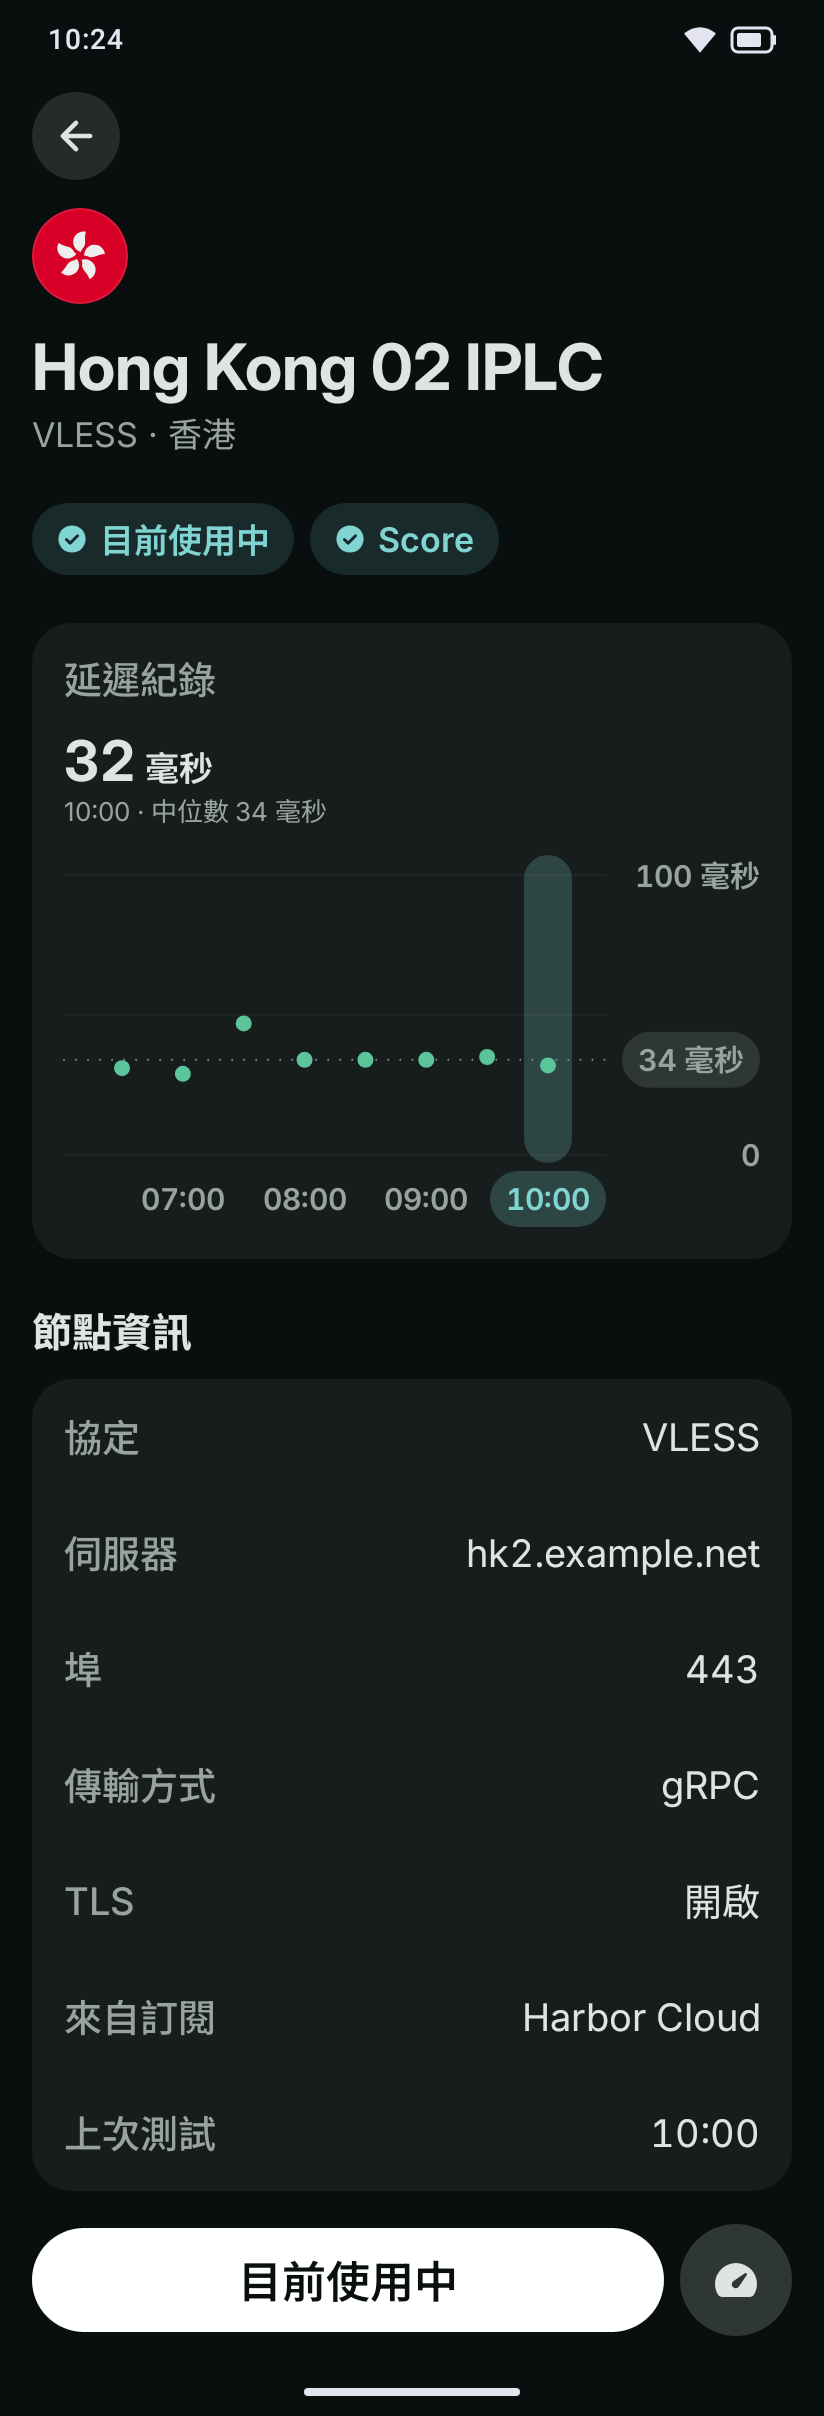 10:24
Hong Kong 02 IPLC
VLESS · 香港
目前使用中
Score
延遲紀錄
32 毫秒
10:00 · 中位數 34 毫秒
100 毫秒
34 毫秒
0
07:00
08:00
09:00
10:00
節點資訊
協定 VLESS
伺服器 hk2.example.net
埠 443
傳輸方式 gRPC
TLS 開啟
來自訂閱 Harbor Cloud
上次測試 10:00
目前使用中